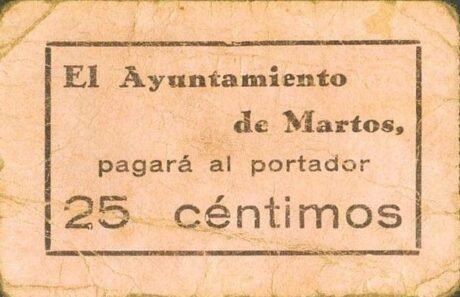 El Ayuntamiento
de Martos,
pagará al portador
25 céntimos